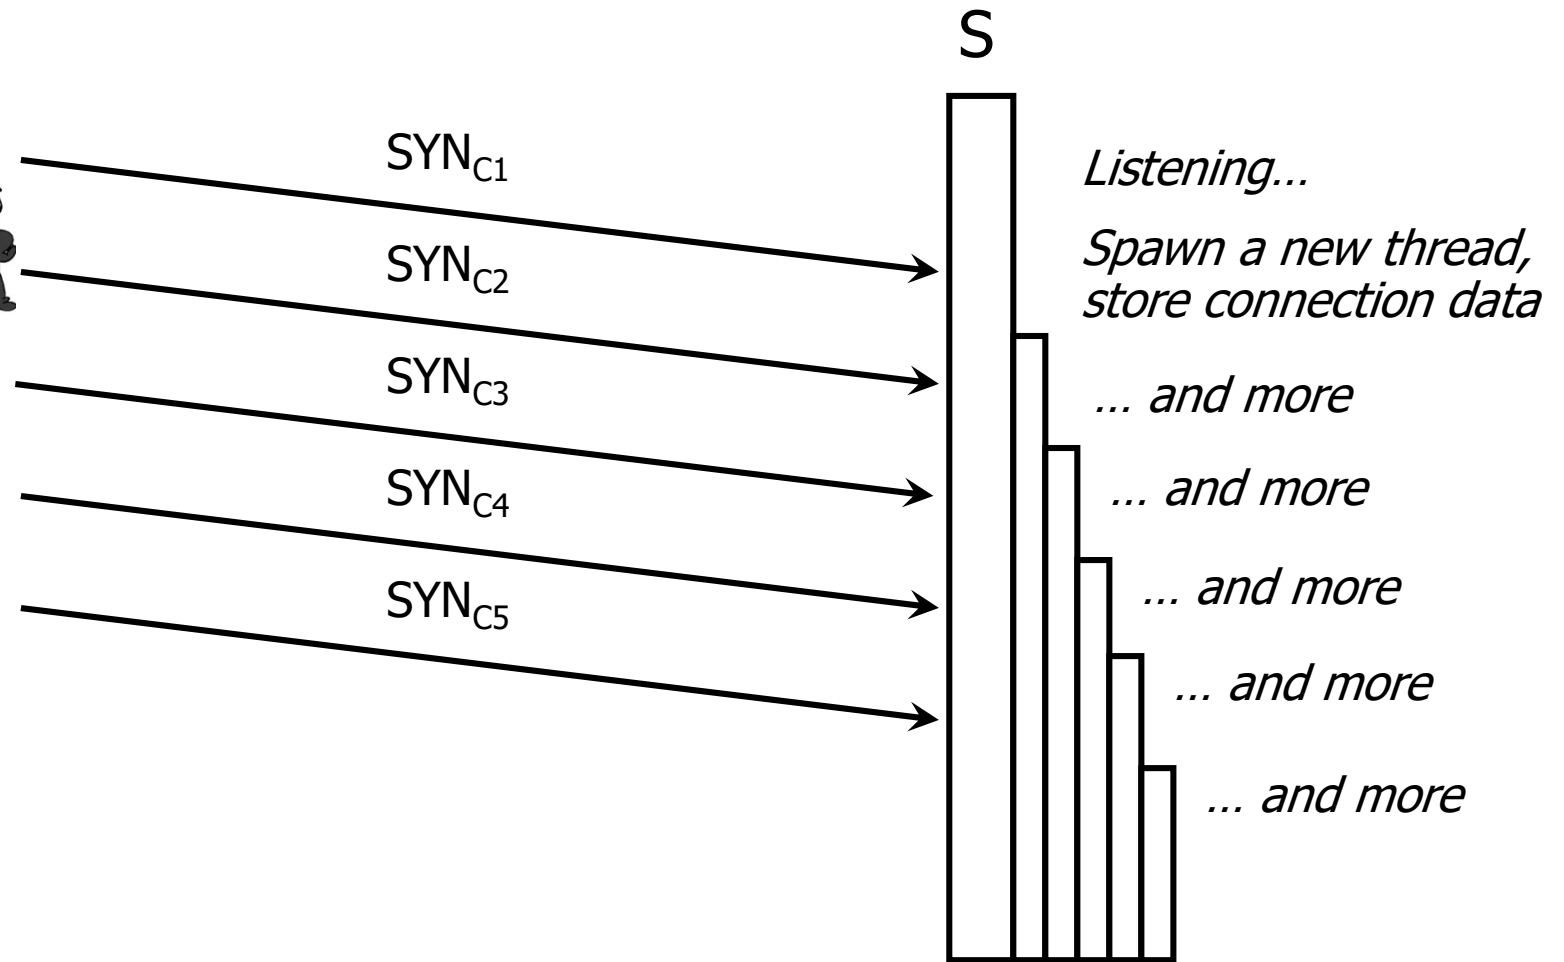 S
SYNC1
Listening...
SYNC2
Spawn a new thread,
store connection data
SYNC3
... and more
SYNC4
... and more
SYNC5
... and more
... and more
... and more